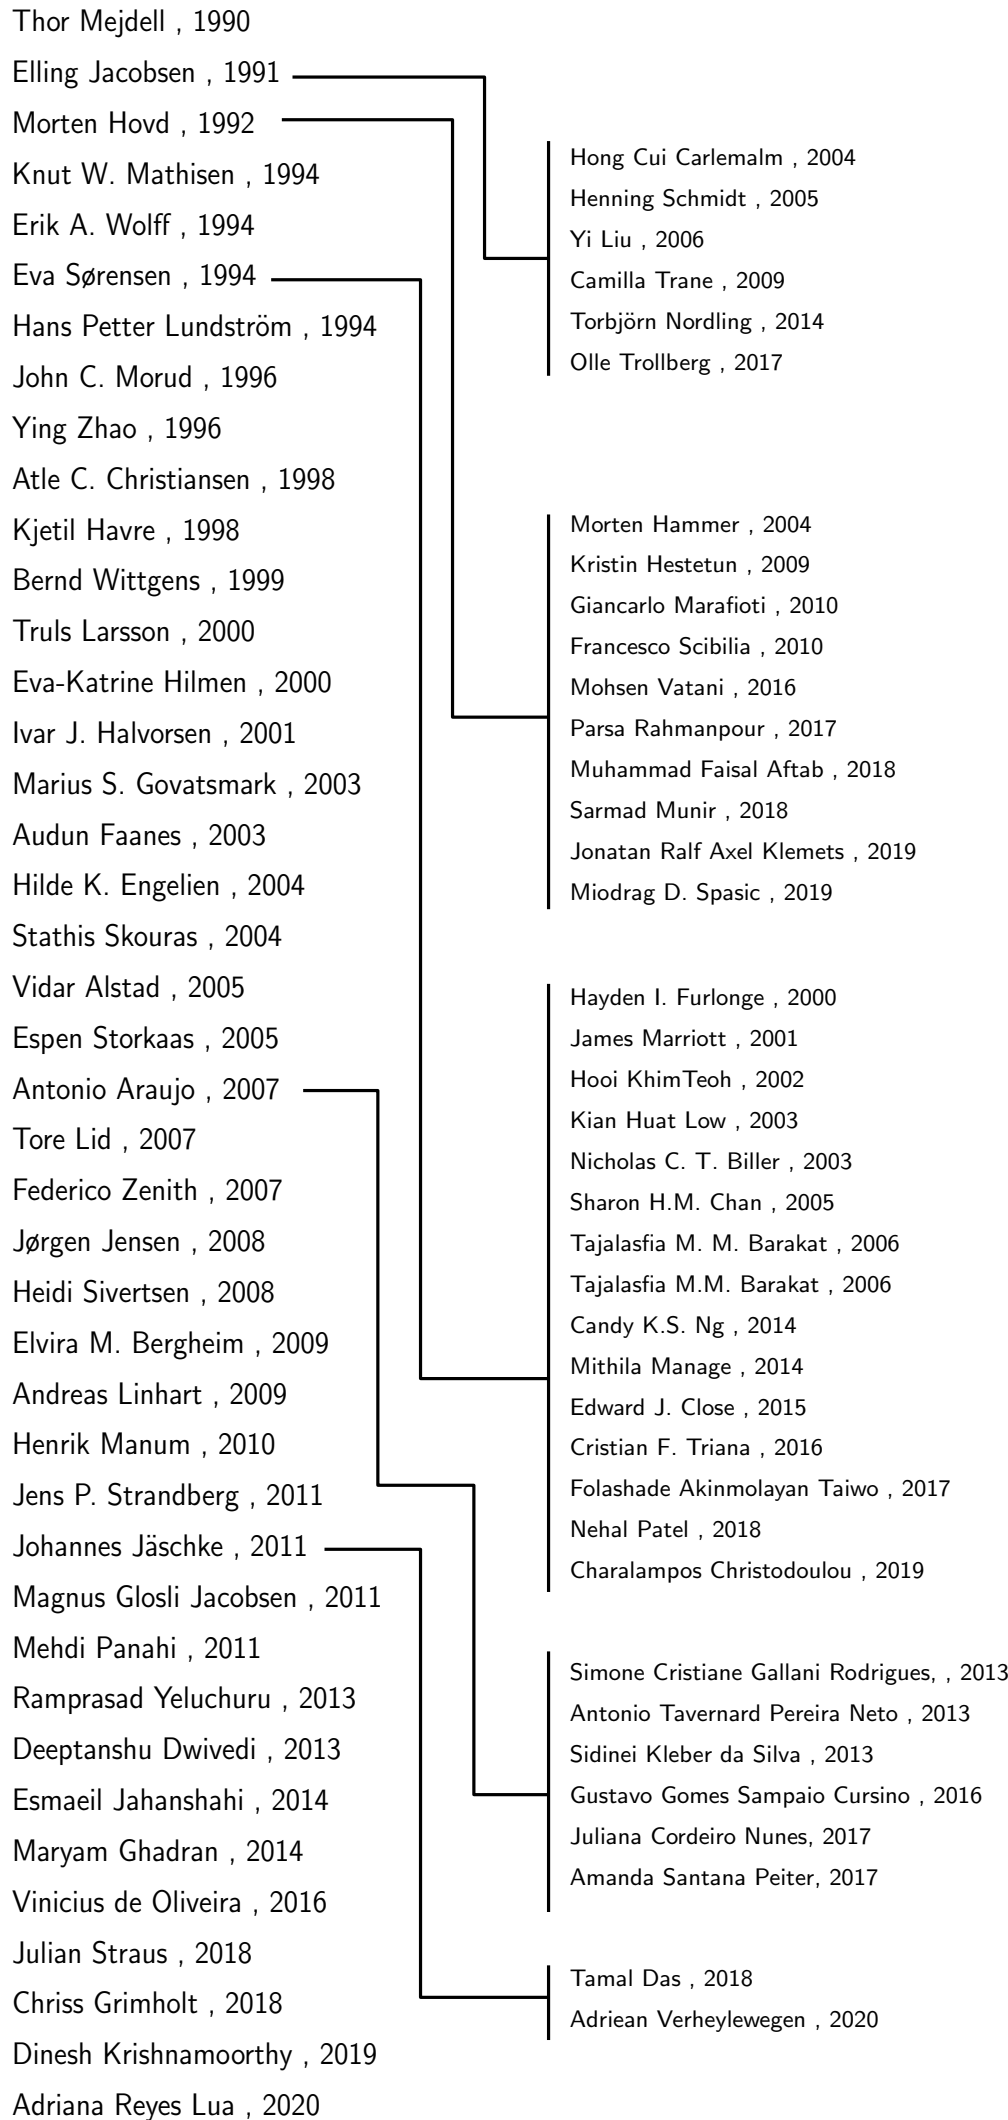 Thor Mejdell , 1990
Elling Jacobsen , 1991
Morten Hovd , 1992
Knut W. Mathisen , 1994
Erik A. Wolff , 1994
Eva Sørensen , 1994
Hans Petter Lundström , 1994
John C. Morud , 1996
Ying Zhao , 1996
Atle C. Christiansen , 1998
Kjetil Havre , 1998
Bernd Wittgens , 1999
Truls Larsson , 2000
Eva-Katrine Hilmen , 2000
Ivar J. Halvorsen , 2001
Marius S. Govatsmark , 2003
Audun Faanes , 2003
Hilde K. Engelien , 2004
Stathis Skouras , 2004
Vidar Alstad , 2005
Espen Storkaas , 2005
Antonio Araujo , 2007
Tore Lid , 2007
Federico Zenith , 2007
Jørgen Jensen , 2008
Heidi Sivertsen , 2008
Elvira M. Bergheim , 2009
Andreas Linhart , 2009
Henrik Manum , 2010
Jens P. Strandberg , 2011
Johannes Jäschke , 2011
Magnus Glosli Jacobsen , 2011
Mehdi Panahi , 2011
Ramprasad Yeluchuru , 2013
Deeptanshu Dwivedi , 2013
Esmaeil Jahanshahi , 2014
Maryam Ghadran , 2014
Vinicius de Oliveira , 2016
Julian Straus , 2018
Chriss Grimholt , 2018
Dinesh Krishnamoorthy , 2019
Adriana Reyes Lua , 2020
Hong Cui Carlemalm , 2004
Henning Schmidt , 2005
Yi Liu , 2006
Camilla Trane , 2009
Torbjörn Nordling , 2014
Olle Trollberg , 2017
Morten Hammer , 2004
Kristin Hestetun , 2009
Giancarlo Marafioti , 2010
Francesco Scibilia , 2010
Mohsen Vatani , 2016
Parsa Rahmanpour , 2017
Muhammad Faisal Aftab , 2018
Sarmad Munir , 2018
Jonatan Ralf Axel Klemets , 2019
Miodrag D. Spasic , 2019
Hayden I. Furlonge , 2000
James Marriott , 2001
Hooi KhimTeoh , 2002
Kian Huat Low , 2003
Nicholas C. T. Biller , 2003
Sharon H.M. Chan , 2005
Tajalasfia M. M. Barakat , 2006
Tajalasfia M.M. Barakat , 2006
Candy K.S. Ng , 2014
Mithila Manage , 2014
Edward J. Close , 2015
Cristian F. Triana , 2016
Folashade Akinmolayan Taiwo , 2017
Nehal Patel , 2018
Charalampos Christodoulou , 2019
Simone Cristiane Gallani Rodrigues, , 2013
Antonio Tavernard Pereira Neto , 2013
Sidinei Kleber da Silva , 2013
Gustavo Gomes Sampaio Cursino , 2016
Juliana Cordeiro Nunes, 2017
Amanda Santana Peiter, 2017
Tamal Das , 2018
Adriean Verheylewegen , 2020